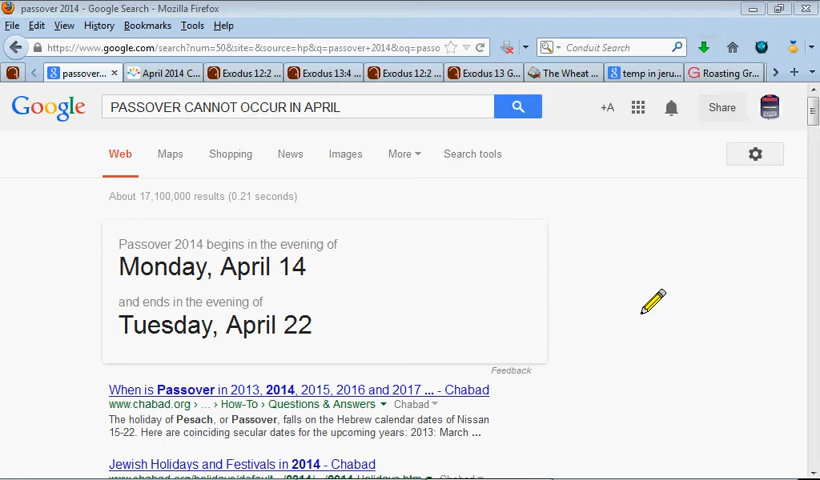 passover 2014 - Google Search - Mozilla Firefox
File Edit View History Bookmarks Tools Help
https://www.google.com/search?num=50&site=&source=hp&q=passover+2014&oq=passo Conduit Search
passover... April 2014 C... Exodus 12:2 ... Exodus 13:4 ... Exodus 12:2 ... Exodus 13 G... The Wheat ... temp in jeru... Roasting Gr...
Google PASSOVER CANNOT OCCUR IN APRIL +A Share
Web Maps Shopping News Images More Search tools
About 17,100,000 results (0.21 seconds)
Passover 2014 begins in the evening of
Monday, April 14
and ends in the evening of
Tuesday, April 22
Feedback
When is Passover in 2013, 2014, 2015, 2016 and 2017 ... - Chabad
www.chabad.org › ... › How-To › Questions & Answers Chabad
The holiday of Pesach, or Passover, falls on the Hebrew calendar dates of Nissan
15-22. Here are coinciding secular dates for the upcoming years: 2013: March ...
Jewish Holidays and Festivals in 2014 - Chabad